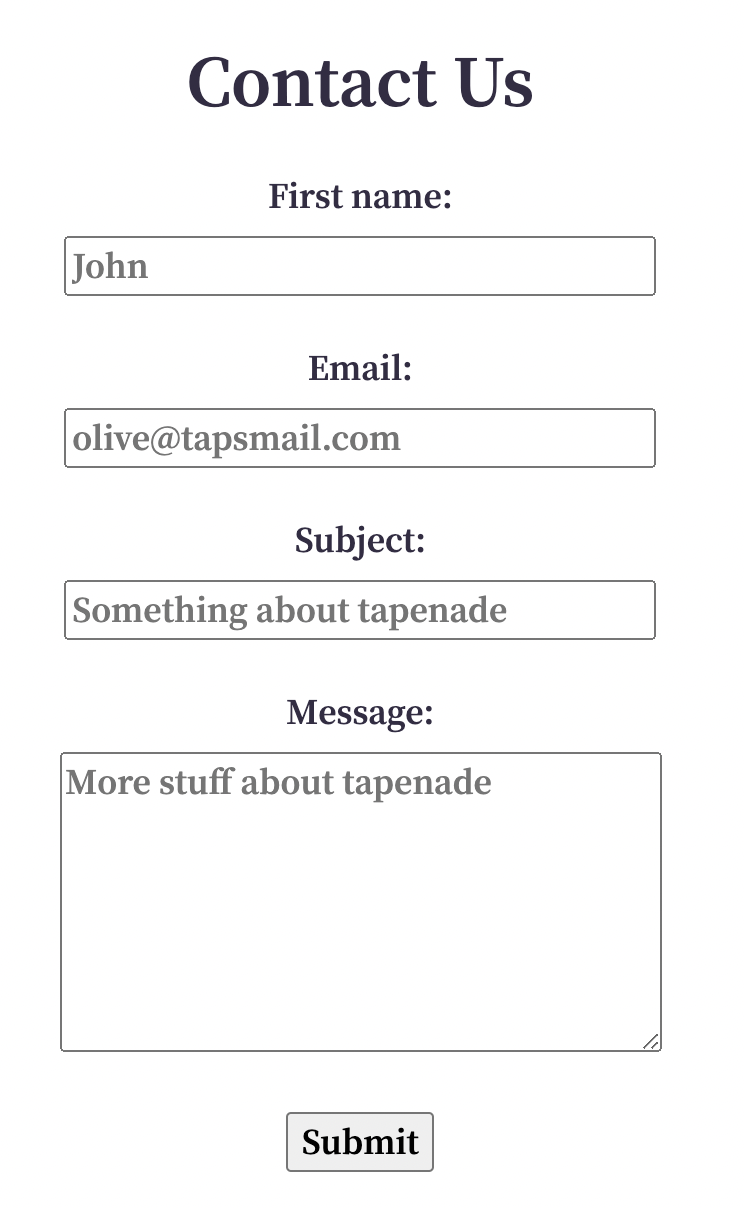 Contact Us
First name:
John
Email:
olive@tapsmail.com
Subject:
Something about tapenade
Message:
More stuff about tapenade
Submit